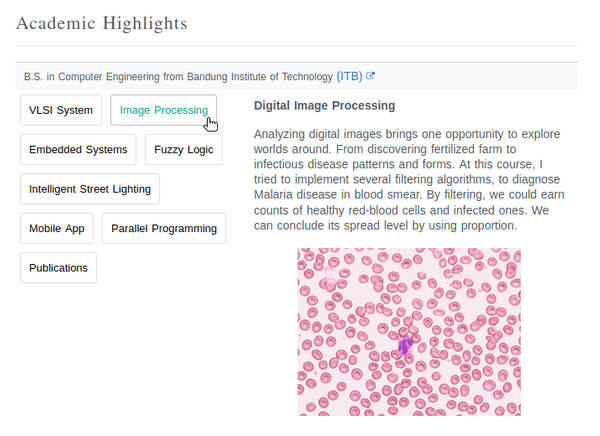 Academic Highlights
B.S. in Computer Engineering from Bandung Institute of Technology (ITB)
VLSI System
Image Processing
Embedded Systems
Fuzzy Logic
Intelligent Street Lighting
Mobile App
Parallel Programming
Publications
Digital Image Processing
Analyzing digital images brings one opportunity to explore
worlds around. From discovering fertilized farm to
infectious disease patterns and forms. At this course, I
tried to implement several filtering algorithms, to diagnose
Malaria disease in blood smear. By filtering, we could earn
counts of healthy red-blood cells and infected ones. We
can conclude its spread level by using proportion.